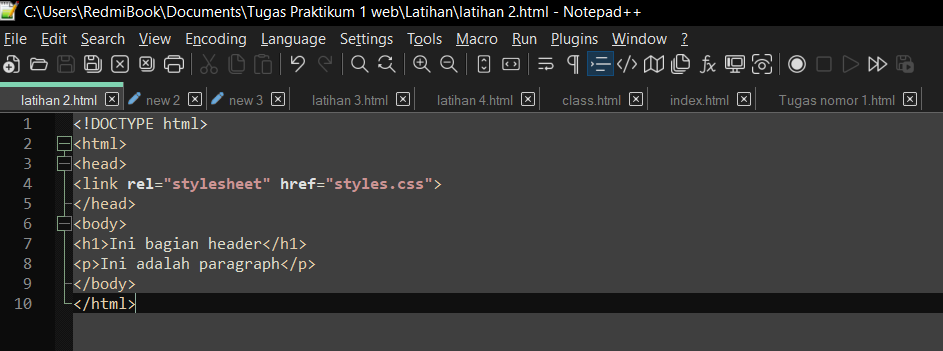 C:\Users\RedmiBook\Documents\Tugas Praktikum 1 web\Latihan\latihan 2.html - Notepad++
File Edit Search View Encoding Language Settings Tools Macro Run Plugins Window ?
latihan 2.html new 2 new 3 latihan 3.html latihan 4.html class.html index.html Tugas nomor 1.html
1 <!DOCTYPE html>
2 <html>
3 <head>
4 <link rel="stylesheet" href="styles.css">
5 </head>
6 <body>
7 <h1>Ini bagian header</h1>
8 <p>Ini adalah paragraph</p>
9 </body>
10 </html>